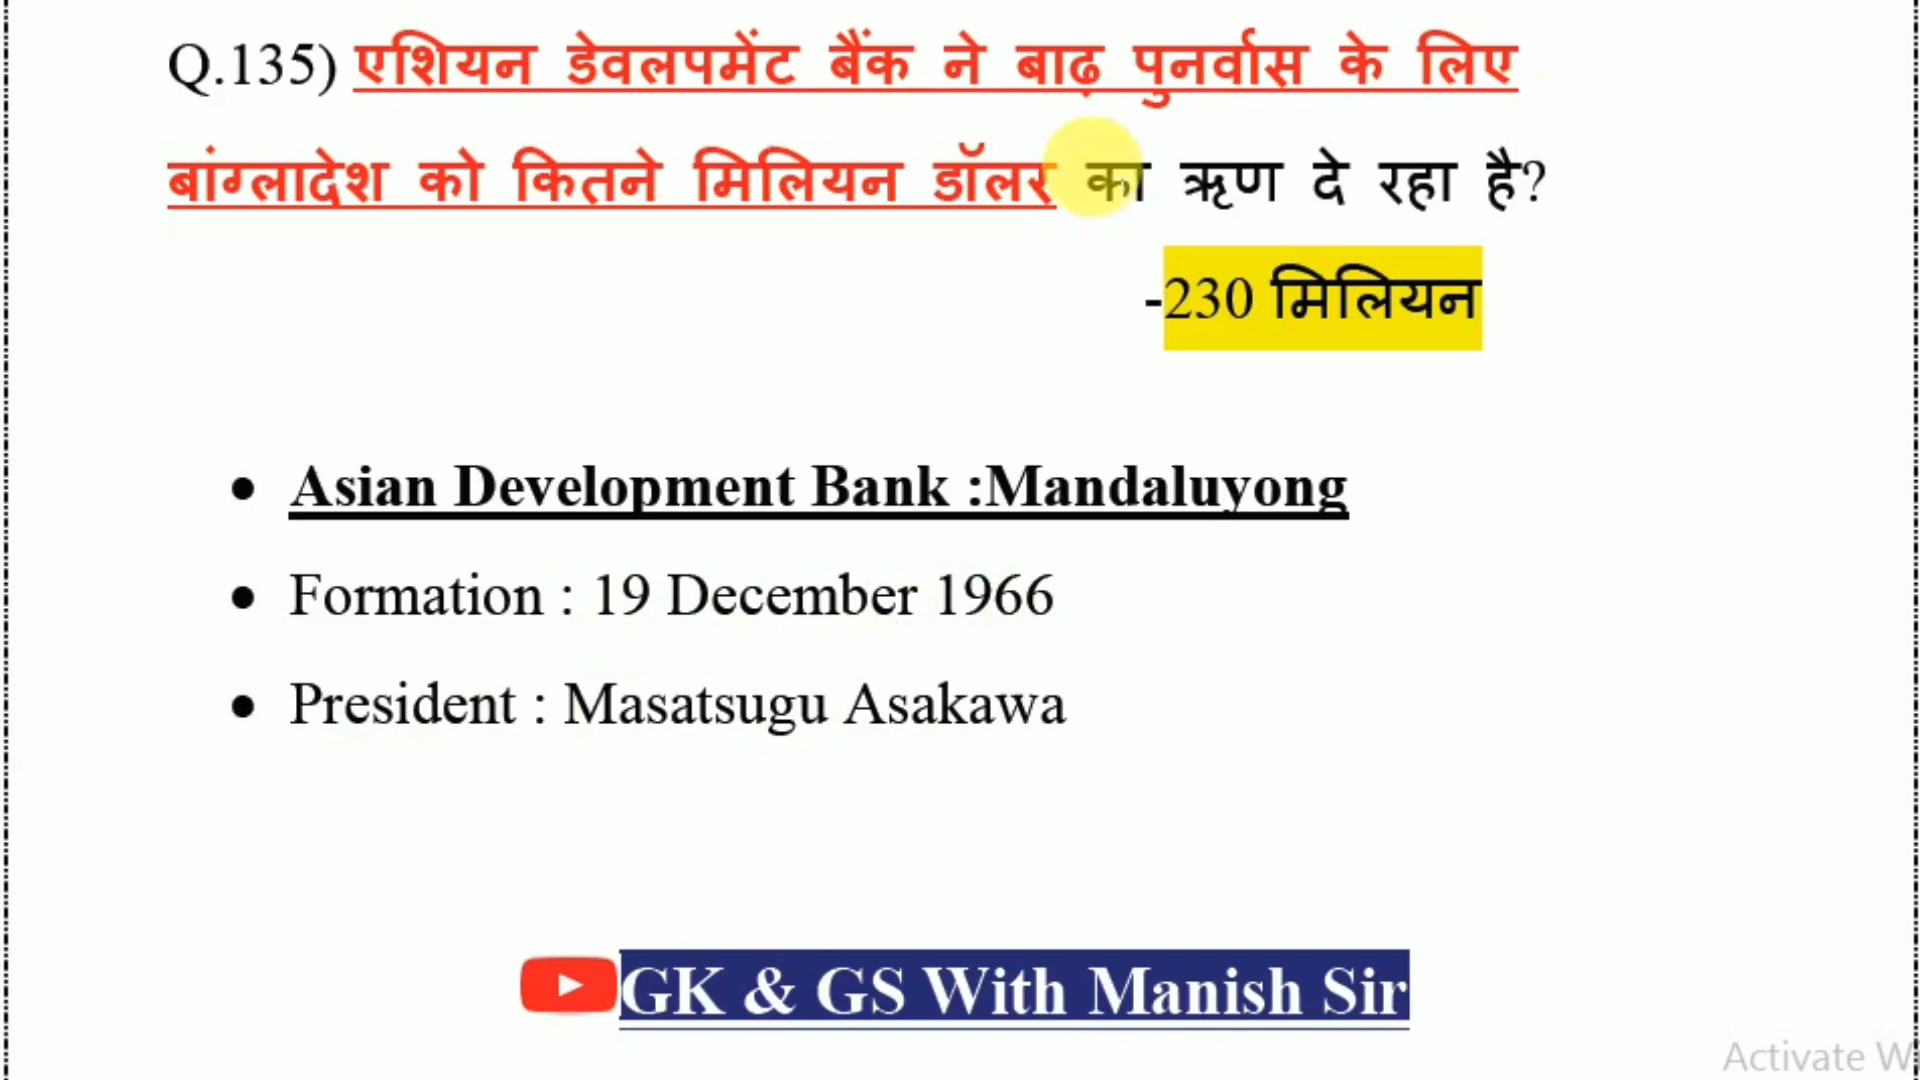 Q.135) एशियन डेवलपमेंट बैंक ने बाढ़ पुनर्वास के लिए
बांग्लादेश को कितने मिलियन डॉलर का ऋण दे रहा है?
-230 मिलियन
• Asian Development Bank :Mandaluyong
• Formation : 19 December 1966
• President : Masatsugu Asakawa
GK & GS With Manish Sir
Activate W